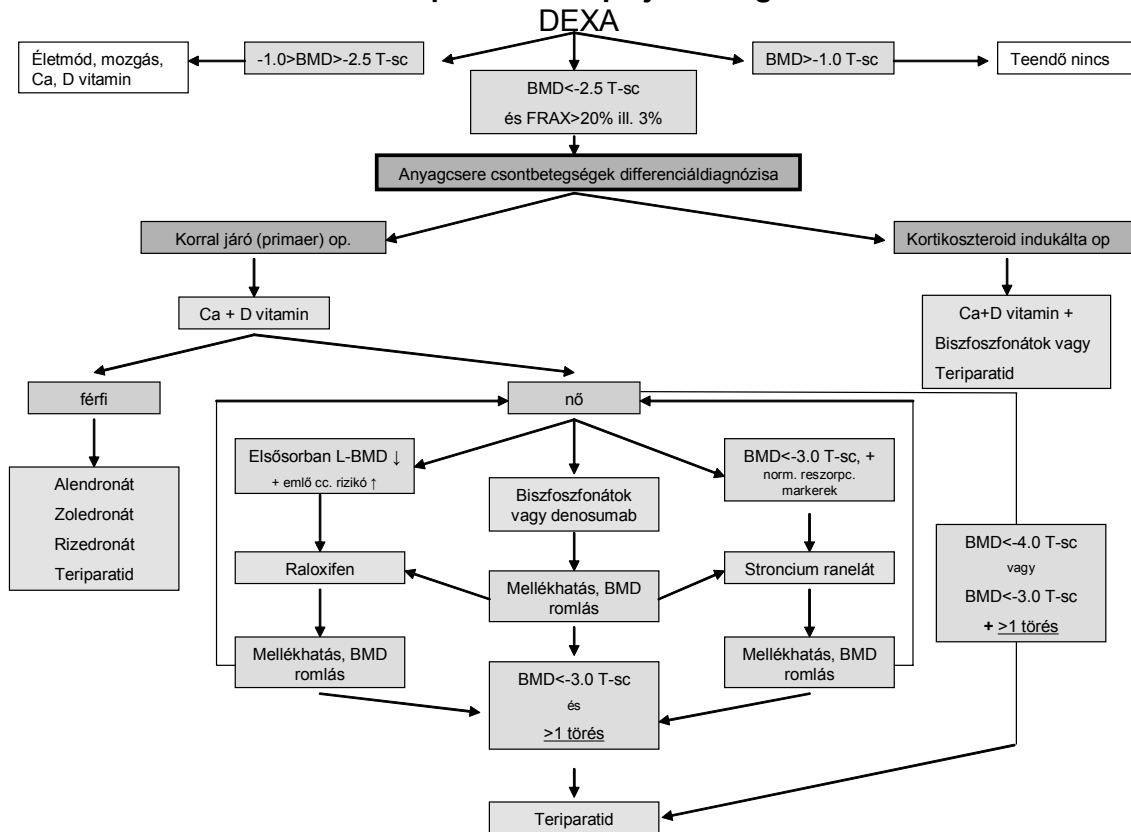 DEXA
Életmód, mozgás,
Ca, D vitamin
-1.0>BMD>-2.5 T-sc
BMD>-1.0 T-sc
Teendő nincs
BMD<-2.5 T-sc
és FRAX>20% ill. 3%
Anyagcsere csontbetegségek differenciáldiagnózisa
Korral járó (primaer) op.
Kortikoszteroid indukálta op
Ca + D vitamin
Ca+D vitamin +
Biszfoszfonátok vagy
Teriparatid
férfi
nő
Alendronát
Zoledronát
Rizedronát
Teriparatid
Elsősorban L-BMD ↓
+ emlő cc. rizikó ↑
Biszfoszfonátok
vagy denosumab
BMD<-3.0 T-sc, +
norm. reszorpc.
markerek
Raloxifen
Mellékhatás, BMD
romlás
Stroncium ranelát
BMD<-4.0 T-sc
vagy
BMD<-3.0 T-sc
+ >1 törés
Mellékhatás, BMD
romlás
BMD<-3.0 T-sc
és
>1 törés
Mellékhatás, BMD
romlás
Teriparatid